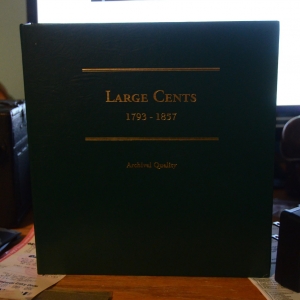 LARGE CENTS
1793 - 1857
Archival Quality